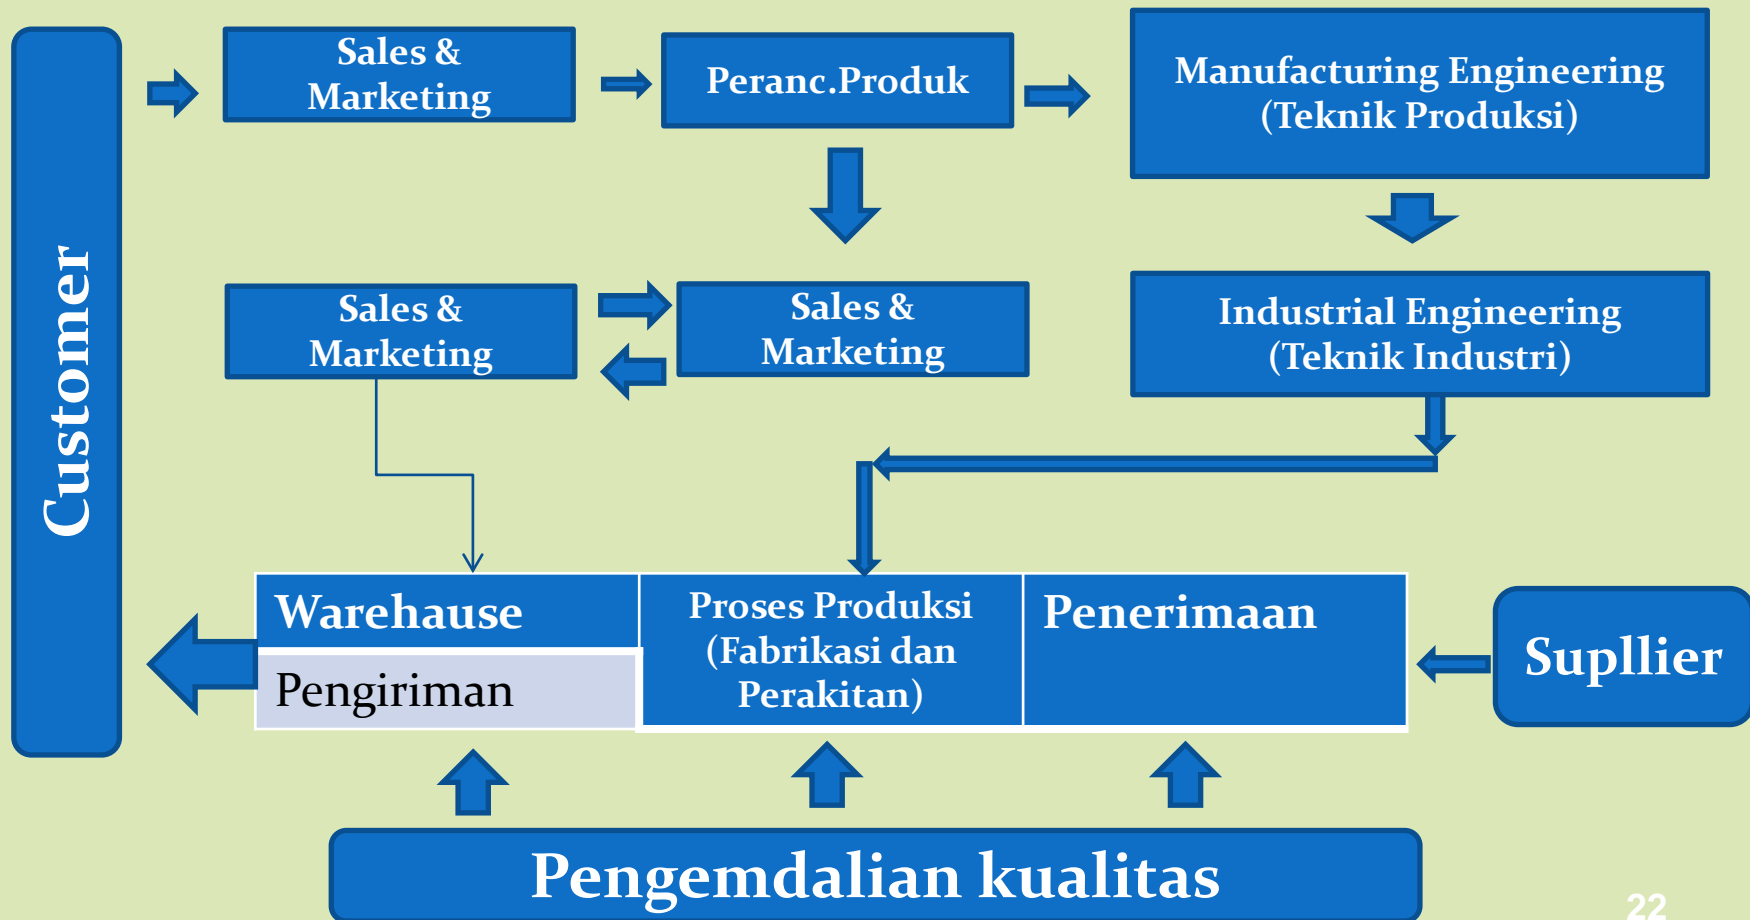 Customer
Sales &
Marketing
Peranc.Produk
Manufacturing Engineering
(Teknik Produksi)
Sales &
Marketing
Sales &
Marketing
Industrial Engineering
(Teknik Industri)
Warehause
Pengiriman
Proses Produksi
(Fabrikasi dan
Perakitan)
Penerimaan
Supllier
Pengemdalian kualitas
22